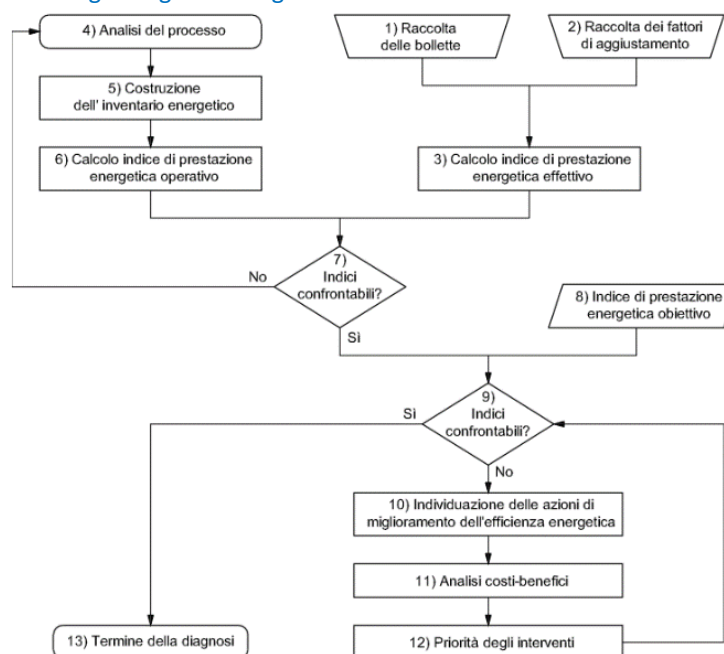 4) Analisi del processo
1) Raccolta
delle bollette
2) Raccolta dei fattori
di aggiustamento
5) Costruzione
dell' inventario energetico
6) Calcolo indice di prestazione
energetica operativo
3) Calcolo indice di prestazione
energetica effettivo
7)
Indici
confrontabili?
No
Sì
8) Indice di prestazione
energetica obiettivo
9)
Indici
confrontabili?
Sì
No
10) Individuazione delle azioni di
miglioramento dell'efficienza energetica
11) Analisi costi-benefici
13) Termine della diagnosi
12) Priorità degli interventi